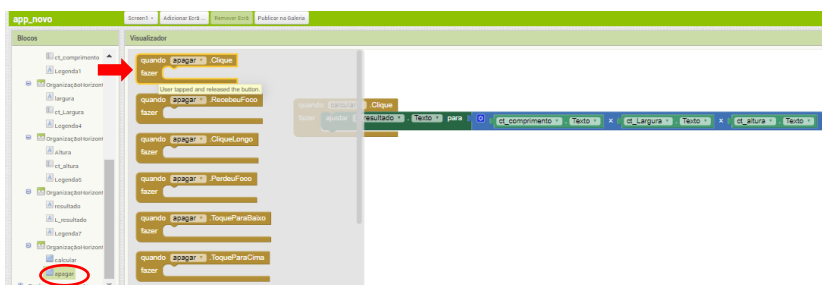 app_novo
Screen1 Adicionar Ecrã ... Remover Ecrã Publicar na Galeria
Blocos
Visualizador
ct_comprimento
Legenda1
OrganizaçãoHorizont
largura
ct_Largura
Legenda4
OrganizaçãoHorizont
Altura
ct_altura
Legenda5
OrganizaçãoHorizont
resultado
L_resultado
Legenda7
OrganizaçãoHorizont
calcular
apagar
quando apagar .Clique
fazer
User tapped and released the button.
quando apagar .RecebeuFoco
fazer
quando apagar .CliqueLongo
fazer
quando apagar .PerdeuFoco
fazer
quando apagar .ToqueParaBaixo
fazer
quando apagar .ToqueParaCima
fazer
quando calcular .Clique
fazer ajustar resultado . Texto para ct_comprimento . Texto × ct_Largura . Texto × ct_altura . Texto